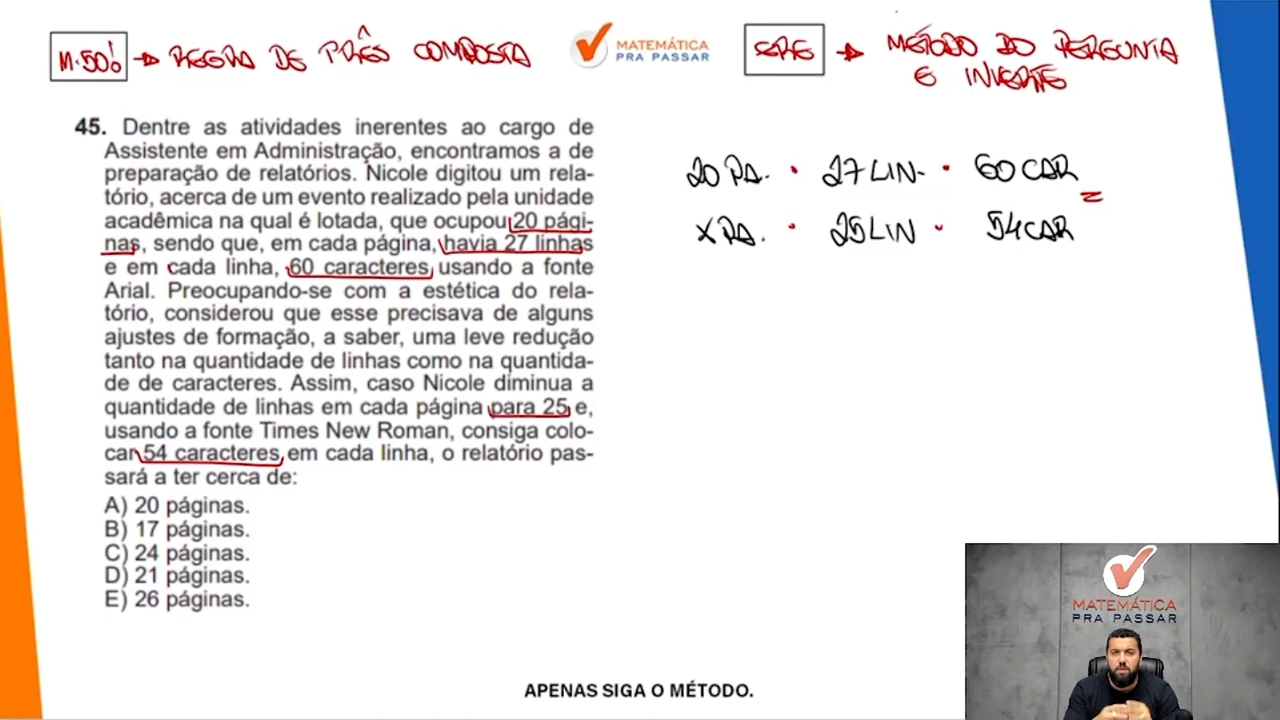 M.50! → REGRA DE TRÊS COMPOSTA
MATEMÁTICA
PRA PASSAR
→ MÉTODO DO PERGUNTA
E INVERTE
45. Dentre as atividades inerentes ao cargo de
Assistente em Administração, encontramos a de
preparação de relatórios. Nicole digitou um rela-
tório, acerca de um evento realizado pela unidade
acadêmica na qual é lotada, que ocupou 20 pági-
nas, sendo que, em cada página, havia 27 linhas
e em cada linha, 60 caracteres, usando a fonte
Arial. Preocupando-se com a estética do rela-
tório, considerou que esse precisava de alguns
ajustes de formação, a saber, uma leve redução
tanto na quantidade de linhas como na quantida-
de de caracteres. Assim, caso Nicole diminua a
quantidade de linhas em cada página para 25 e,
usando a fonte Times New Roman, consiga colo-
car 54 caracteres em cada linha, o relatório pas-
sará a ter cerca de:
A) 20 páginas.
B) 17 páginas.
C) 24 páginas.
D) 21 páginas.
E) 26 páginas.
20 PA. · 27 LIN · 60 CAR =
X PA. · 25 LIN · 54 CAR
MATEMÁTICA
PRA PASSAR
APENAS SIGA O MÉTODO.